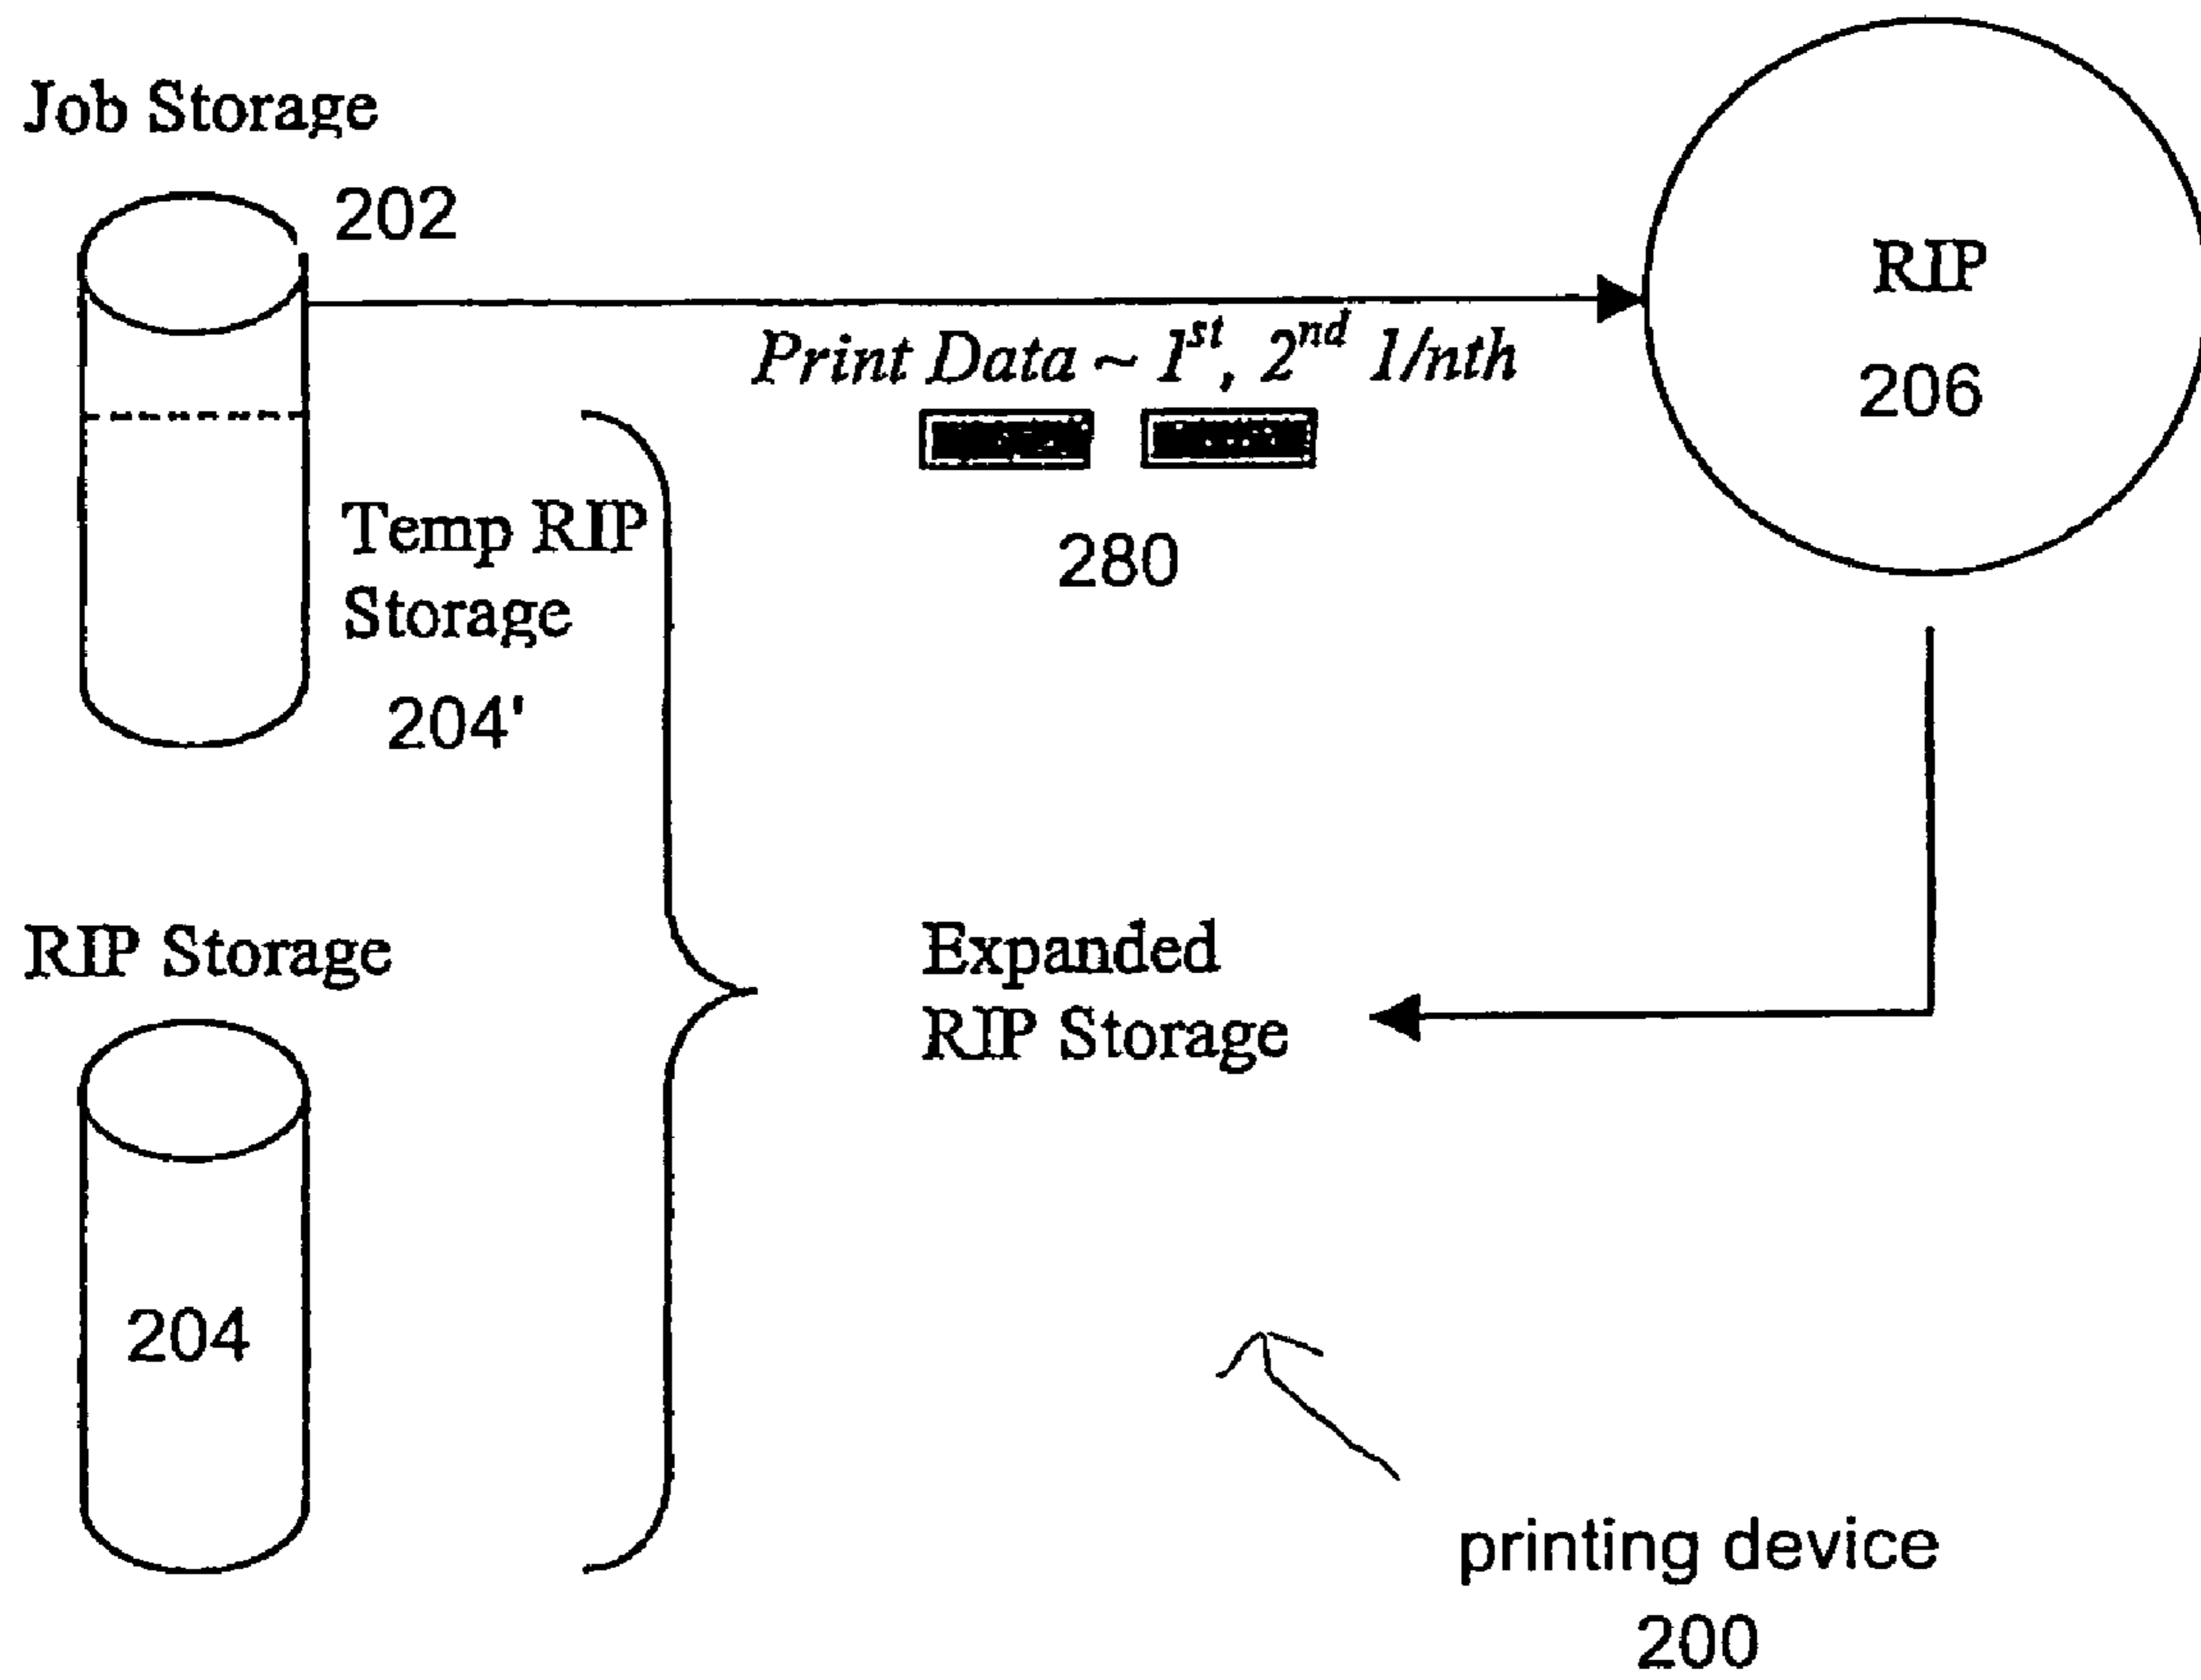 Job Storage
202
RIP
206
Print Data ~ 1st, 2nd 1/nth
280
Temp RIP
Storage
204'
RIP Storage
204
Expanded
RIP Storage
printing device
200